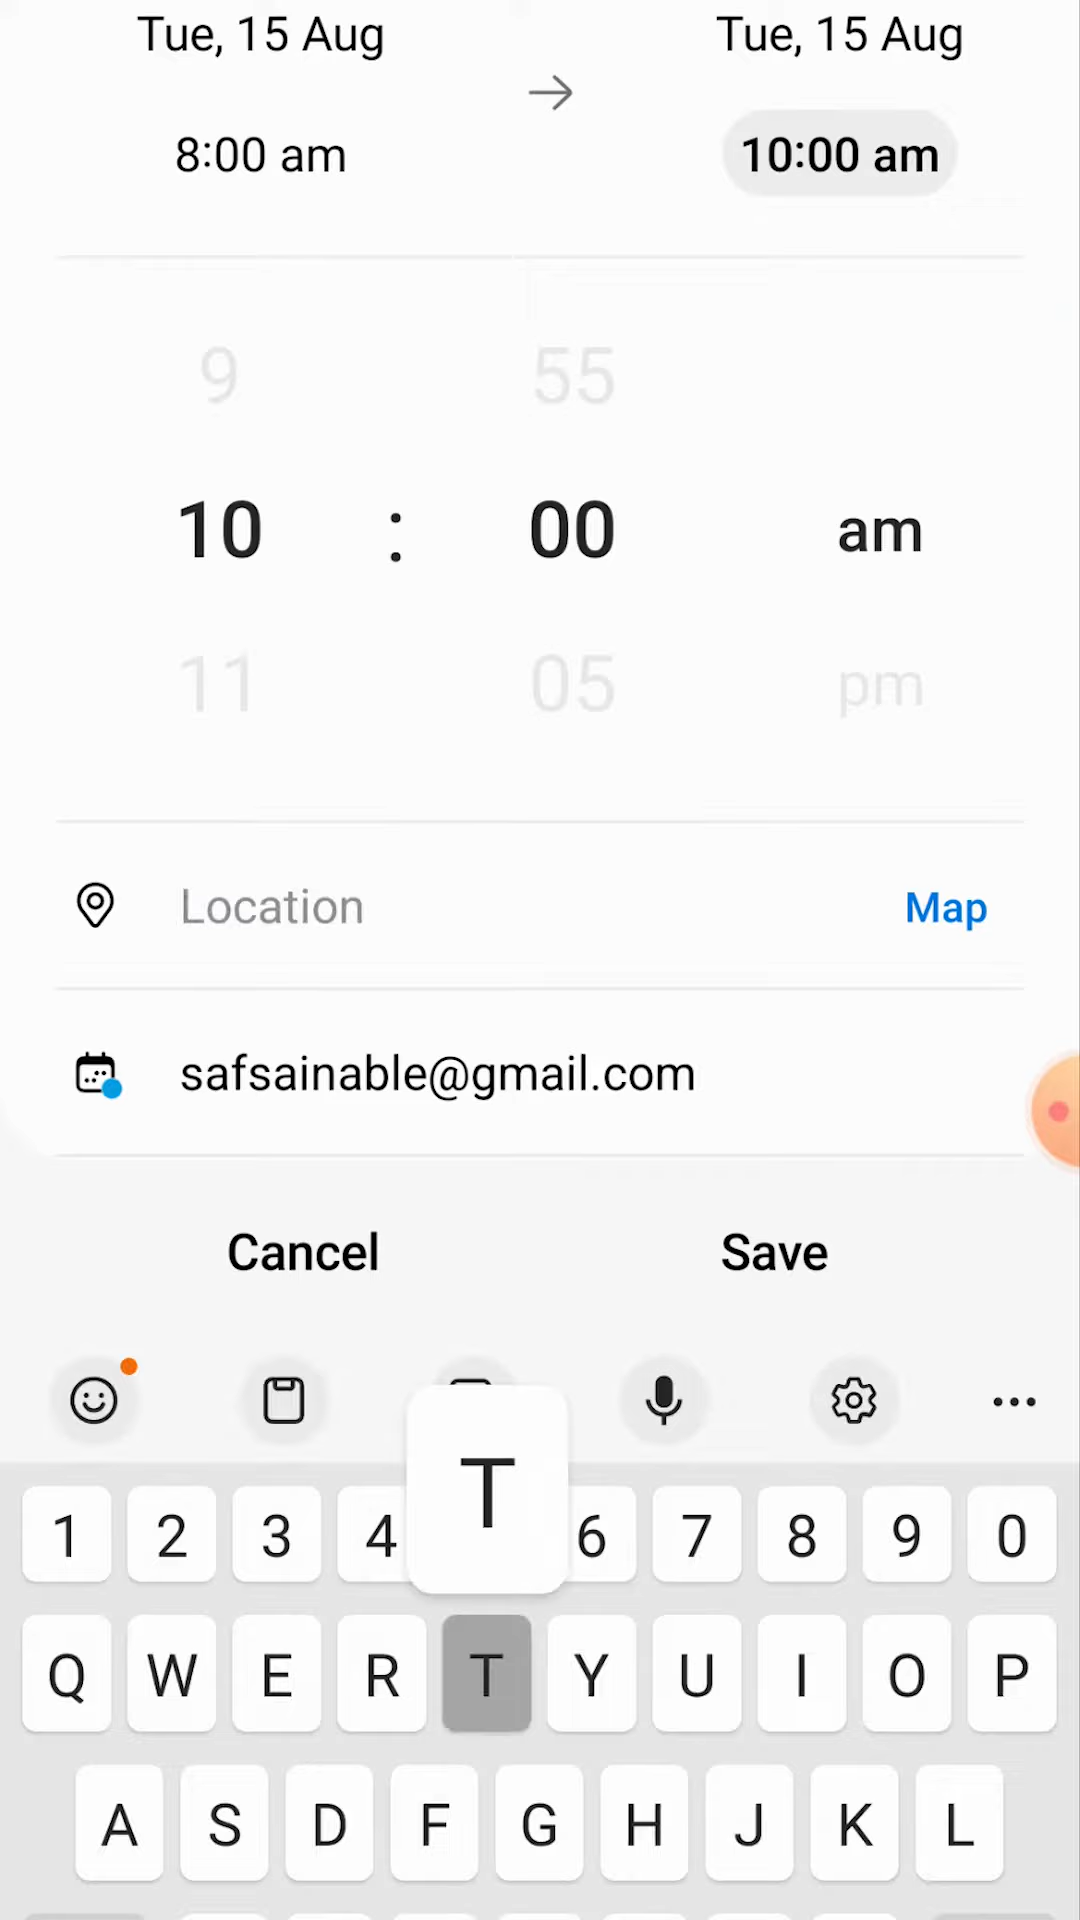 Tue, 15 Aug Tue, 15 Aug
8:00 am 10:00 am
9 55
10 : 00 am
11 05 pm
Location Map
safsainable@gmail.com
Cancel Save
T
1 2 3 4 6 7 8 9 0
Q W E R T Y U I O P
A S D F G H J K L